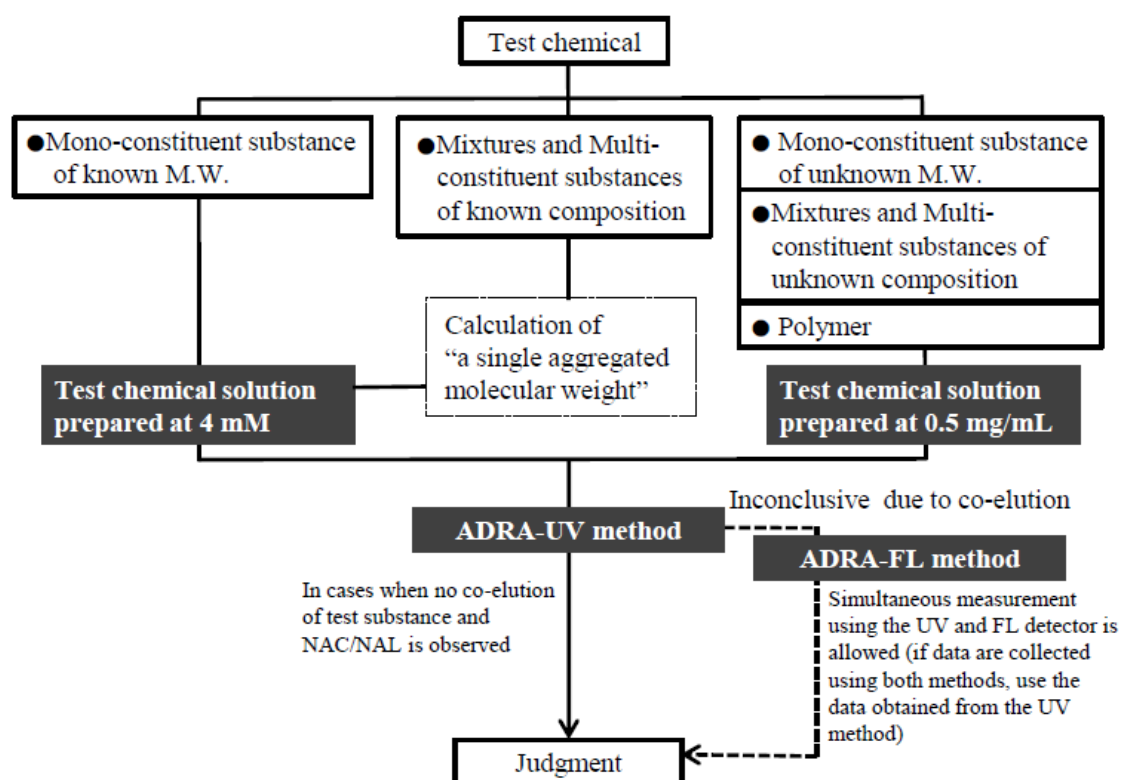 Test chemical
●Mono-constituent substance
of known M.W.
●Mixtures and Multi-
constituent substances
of known composition
● Mono-constituent substance
of unknown M.W.
●Mixtures and Multi-
constituent substances of
unknown composition
● Polymer
Calculation of
“a single aggregated
molecular weight”
Test chemical solution
prepared at 4 mM
Test chemical solution
prepared at 0.5 mg/mL
Inconclusive due to co-elution
ADRA-UV method
ADRA-FL method
In cases when no co-elution
of test substance and
NAC/NAL is observed
Simultaneous measurement
using the UV and FL detector is
allowed (if data are collected
using both methods, use the
data obtained from the UV
method)
Judgment